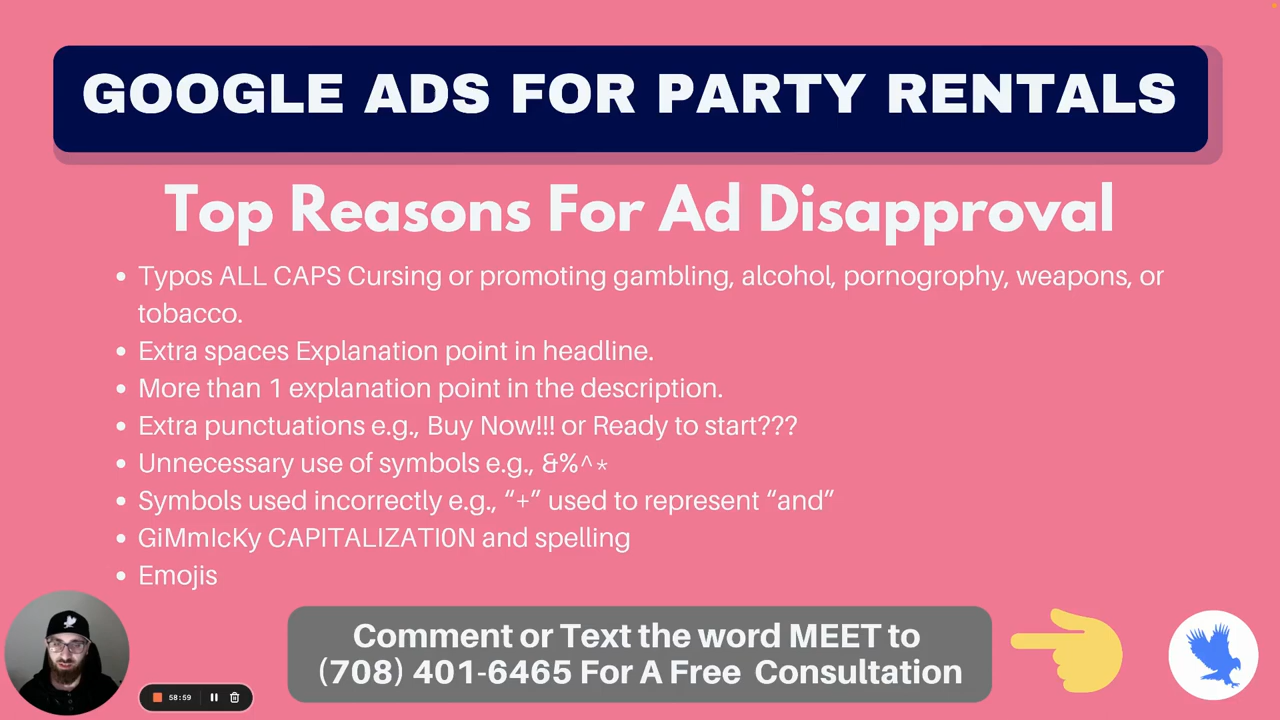 GOOGLE ADS FOR PARTY RENTALS
Top Reasons For Ad Disapproval
• Typos ALL CAPS Cursing or promoting gambling, alcohol, pornogrophy, weapons, or
tobacco.
• Extra spaces Explanation point in headline.
• More than 1 explanation point in the description.
• Extra punctuations e.g., Buy Now!!! or Ready to start???
• Unnecessary use of symbols e.g., &%^*
• Symbols used incorrectly e.g., “+” used to represent “and”
• GiMmIcKy CAPITALIZATI0N and spelling
• Emojis
Comment or Text the word MEET to
(708) 401-6465 For A Free Consultation
58:59